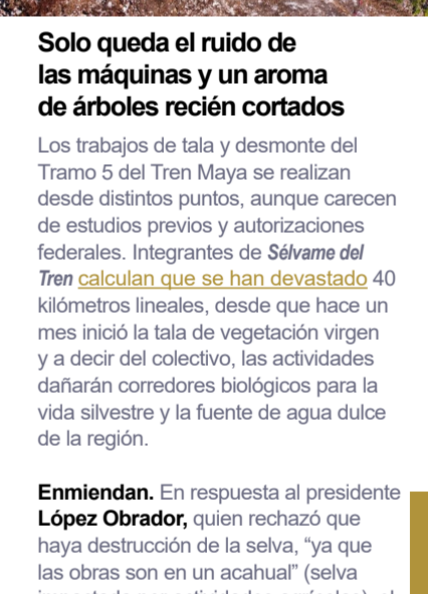 Solo queda el ruido de
las máquinas y un aroma
de árboles recién cortados
Los trabajos de tala y desmonte del
Tramo 5 del Tren Maya se realizan
desde distintos puntos, aunque carecen
de estudios previos y autorizaciones
federales. Integrantes de Sélvame del
Tren calculan que se han devastado 40
kilómetros lineales, desde que hace un
mes inició la tala de vegetación virgen
y a decir del colectivo, las actividades
dañarán corredores biológicos para la
vida silvestre y la fuente de agua dulce
de la región.
Enmiendan. En respuesta al presidente
López Obrador, quien rechazó que
haya destrucción de la selva, “ya que
las obras son en un acahual” (selva